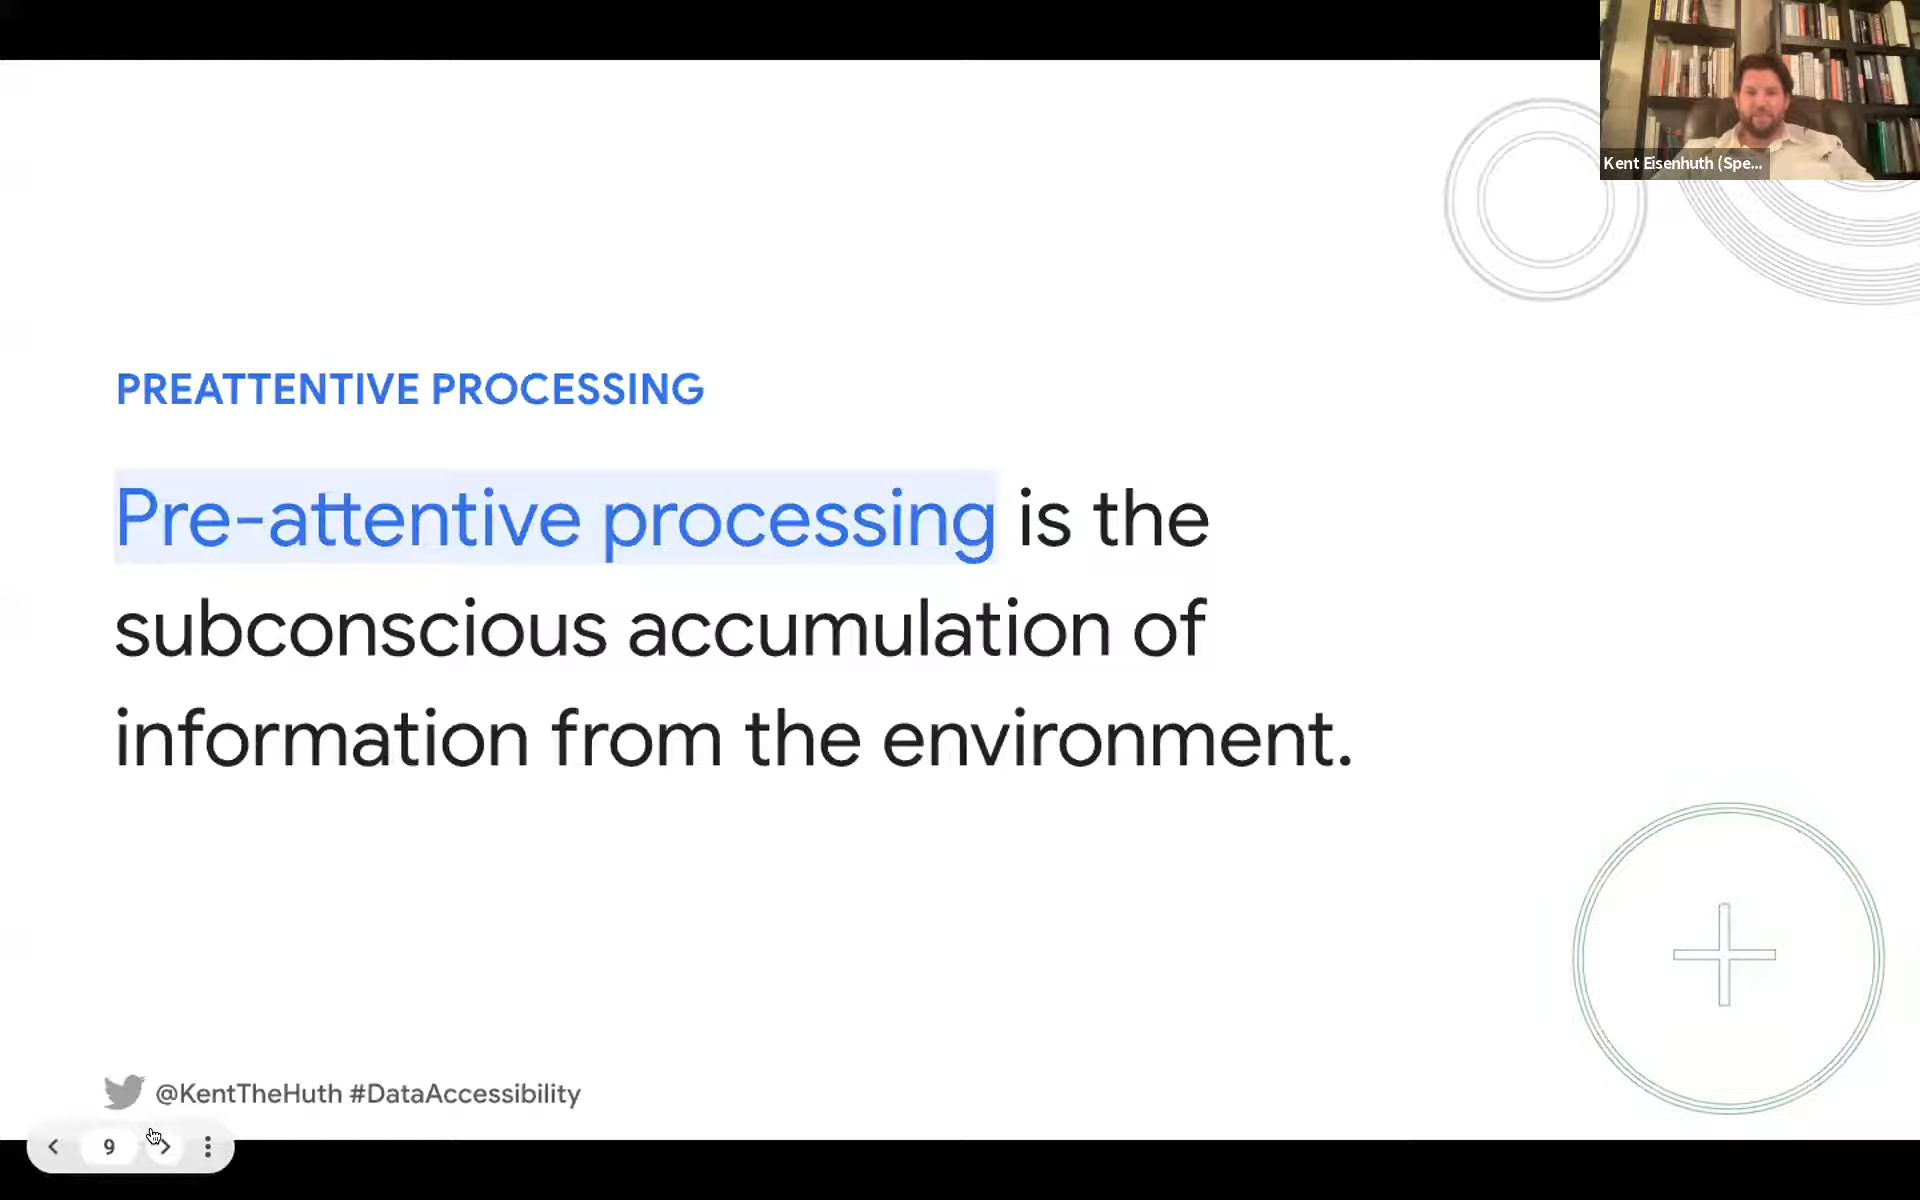 Kent Eisenhuth (Spe...
PREATTENTIVE PROCESSING
Pre-attentive processing is the
subconscious accumulation of
information from the environment.
@KentTheHuth #DataAccessibility
9